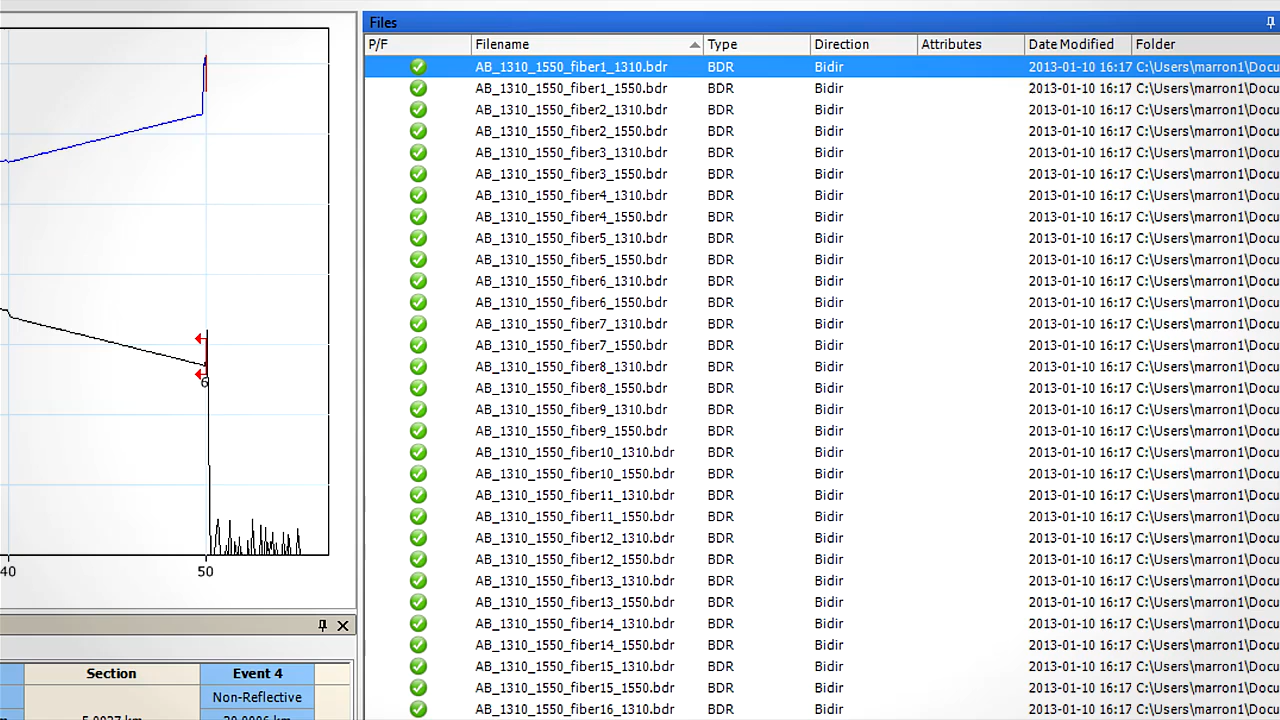 Files
P/F Filename Type Direction Attributes Date Modified Folder
AB_1310_1550_fiber1_1310.bdr BDR Bidir 2013-01-10 16:17 C:\Users\marron1\Docu
AB_1310_1550_fiber1_1550.bdr BDR Bidir 2013-01-10 16:17 C:\Users\marron1\Docu
AB_1310_1550_fiber2_1310.bdr BDR Bidir 2013-01-10 16:17 C:\Users\marron1\Docu
AB_1310_1550_fiber2_1550.bdr BDR Bidir 2013-01-10 16:17 C:\Users\marron1\Docu
AB_1310_1550_fiber3_1310.bdr BDR Bidir 2013-01-10 16:17 C:\Users\marron1\Docu
AB_1310_1550_fiber3_1550.bdr BDR Bidir 2013-01-10 16:17 C:\Users\marron1\Docu
AB_1310_1550_fiber4_1310.bdr BDR Bidir 2013-01-10 16:17 C:\Users\marron1\Docu
AB_1310_1550_fiber4_1550.bdr BDR Bidir 2013-01-10 16:17 C:\Users\marron1\Docu
AB_1310_1550_fiber5_1310.bdr BDR Bidir 2013-01-10 16:17 C:\Users\marron1\Docu
AB_1310_1550_fiber5_1550.bdr BDR Bidir 2013-01-10 16:17 C:\Users\marron1\Docu
AB_1310_1550_fiber6_1310.bdr BDR Bidir 2013-01-10 16:17 C:\Users\marron1\Docu
AB_1310_1550_fiber6_1550.bdr BDR Bidir 2013-01-10 16:17 C:\Users\marron1\Docu
AB_1310_1550_fiber7_1310.bdr BDR Bidir 2013-01-10 16:17 C:\Users\marron1\Docu
AB_1310_1550_fiber7_1550.bdr BDR Bidir 2013-01-10 16:17 C:\Users\marron1\Docu
AB_1310_1550_fiber8_1310.bdr BDR Bidir 2013-01-10 16:17 C:\Users\marron1\Docu
AB_1310_1550_fiber8_1550.bdr BDR Bidir 2013-01-10 16:17 C:\Users\marron1\Docu
AB_1310_1550_fiber9_1310.bdr BDR Bidir 2013-01-10 16:17 C:\Users\marron1\Docu
AB_1310_1550_fiber9_1550.bdr BDR Bidir 2013-01-10 16:17 C:\Users\marron1\Docu
AB_1310_1550_fiber10_1310.bdr BDR Bidir 2013-01-10 16:17 C:\Users\marron1\Docu
AB_1310_1550_fiber10_1550.bdr BDR Bidir 2013-01-10 16:17 C:\Users\marron1\Docu
AB_1310_1550_fiber11_1310.bdr BDR Bidir 2013-01-10 16:17 C:\Users\marron1\Docu
AB_1310_1550_fiber11_1550.bdr BDR Bidir 2013-01-10 16:17 C:\Users\marron1\Docu
AB_1310_1550_fiber12_1310.bdr BDR Bidir 2013-01-10 16:17 C:\Users\marron1\Docu
AB_1310_1550_fiber12_1550.bdr BDR Bidir 2013-01-10 16:17 C:\Users\marron1\Docu
AB_1310_1550_fiber13_1310.bdr BDR Bidir 2013-01-10 16:17 C:\Users\marron1\Docu
AB_1310_1550_fiber13_1550.bdr BDR Bidir 2013-01-10 16:17 C:\Users\marron1\Docu
AB_1310_1550_fiber14_1310.bdr BDR Bidir 2013-01-10 16:17 C:\Users\marron1\Docu
AB_1310_1550_fiber14_1550.bdr BDR Bidir 2013-01-10 16:17 C:\Users\marron1\Docu
AB_1310_1550_fiber15_1310.bdr BDR Bidir 2013-01-10 16:17 C:\Users\marron1\Docu
AB_1310_1550_fiber15_1550.bdr BDR Bidir 2013-01-10 16:17 C:\Users\marron1\Docu
AB_1310_1550_fiber16_1310.bdr BDR Bidir 2013-01-10 16:17 C:\Users\marron1\Docu
6
40 50
Section Event 4
Non-Reflective